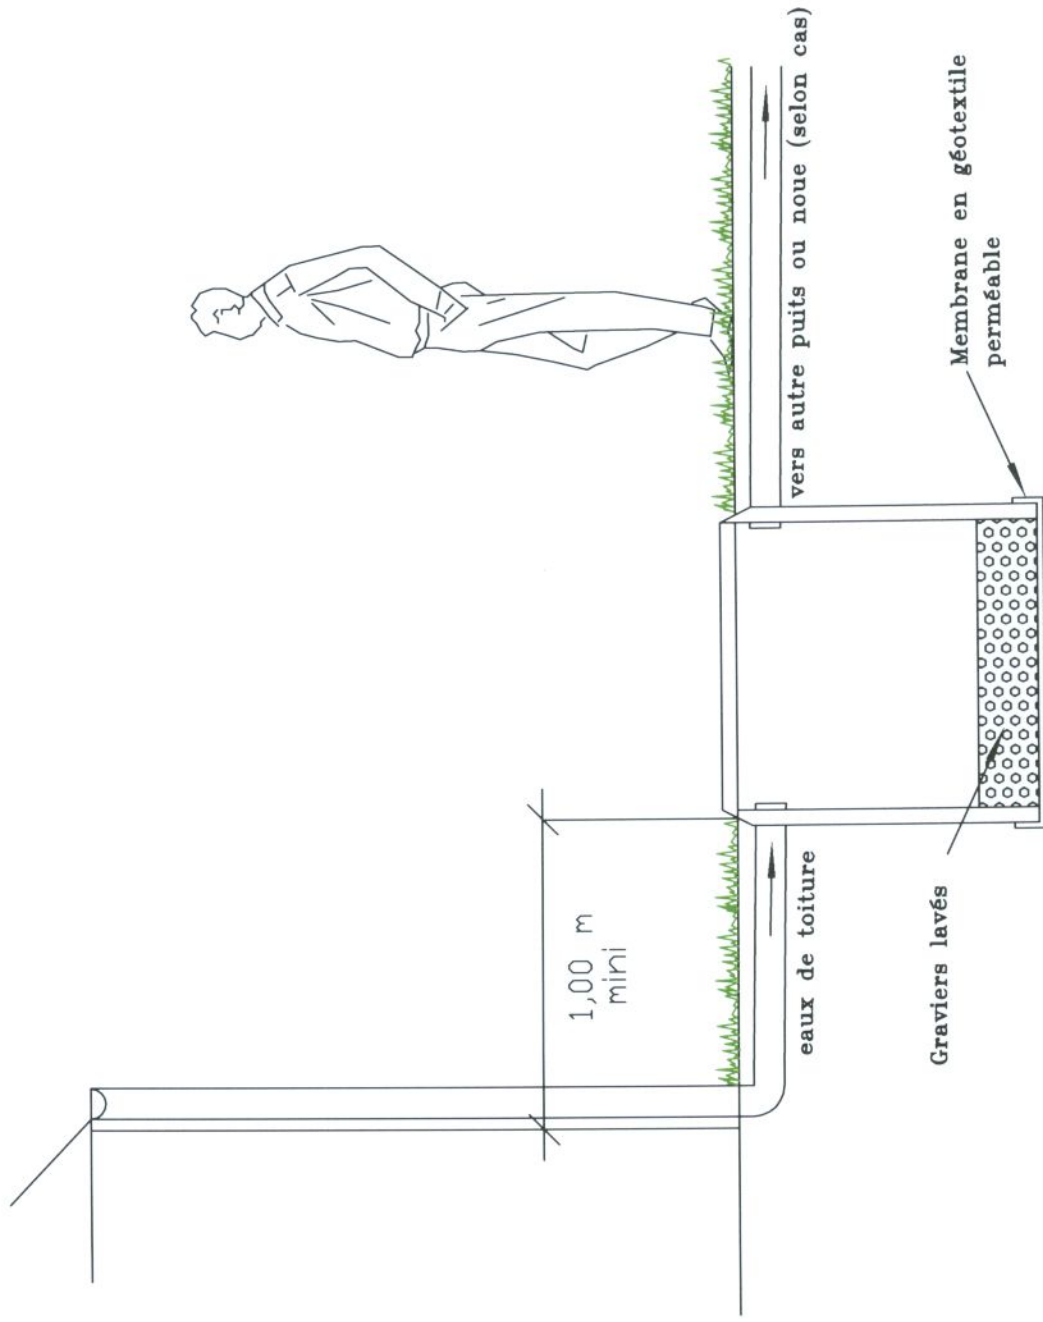 1,00 m
mini
vers autre puits ou noue (selon cas)
eaux de toiture
Membrane en géotextile
perméable
Graviers lavés